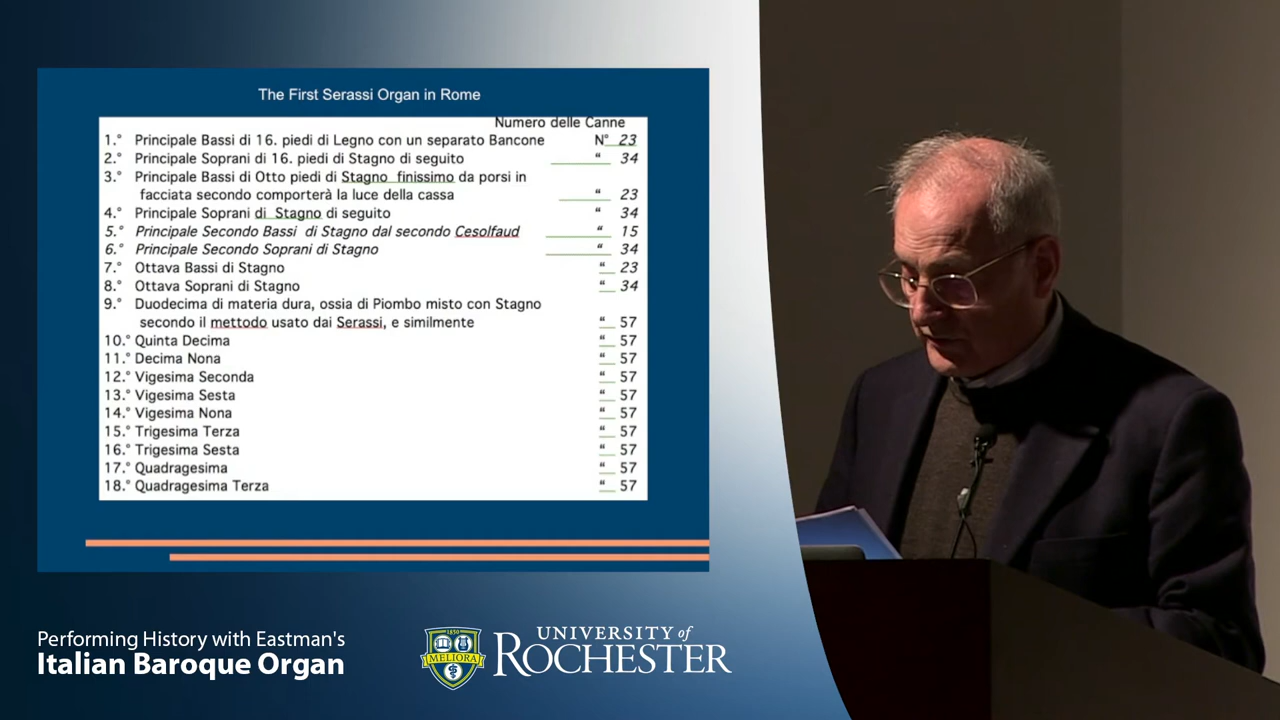 The First Serassi Organ in Rome
Numero delle Canne
1.° Principale Bassi di 16. piedi di Legno con un separato Bancone N° 23
2.° Principale Soprani di 16. piedi di Stagno di seguito " 34
3.° Principale Bassi di Otto piedi di Stagno finissimo da porsi in
facciata secondo comporterà la luce della cassa " 23
4.° Principale Soprani di Stagno di seguito " 34
5.° Principale Secondo Bassi di Stagno dal secondo Cesolfaud " 15
6.° Principale Secondo Soprani di Stagno " 34
7.° Ottava Bassi di Stagno " 23
8.° Ottava Soprani di Stagno " 34
9.° Duodecima di materia dura, ossia di Piombo misto con Stagno
secondo il mettodo usato dai Serassi, e similmente " 57
10.° Quinta Decima " 57
11.° Decima Nona " 57
12.° Vigesima Seconda " 57
13.° Vigesima Sesta " 57
14.° Vigesima Nona " 57
15.° Trigesima Terza " 57
16.° Trigesima Sesta " 57
17.° Quadragesima " 57
18.° Quadragesima Terza " 57
Performing History with Eastman's
Italian Baroque Organ
1850
MELIORA
UNIVERSITY of
ROCHESTER